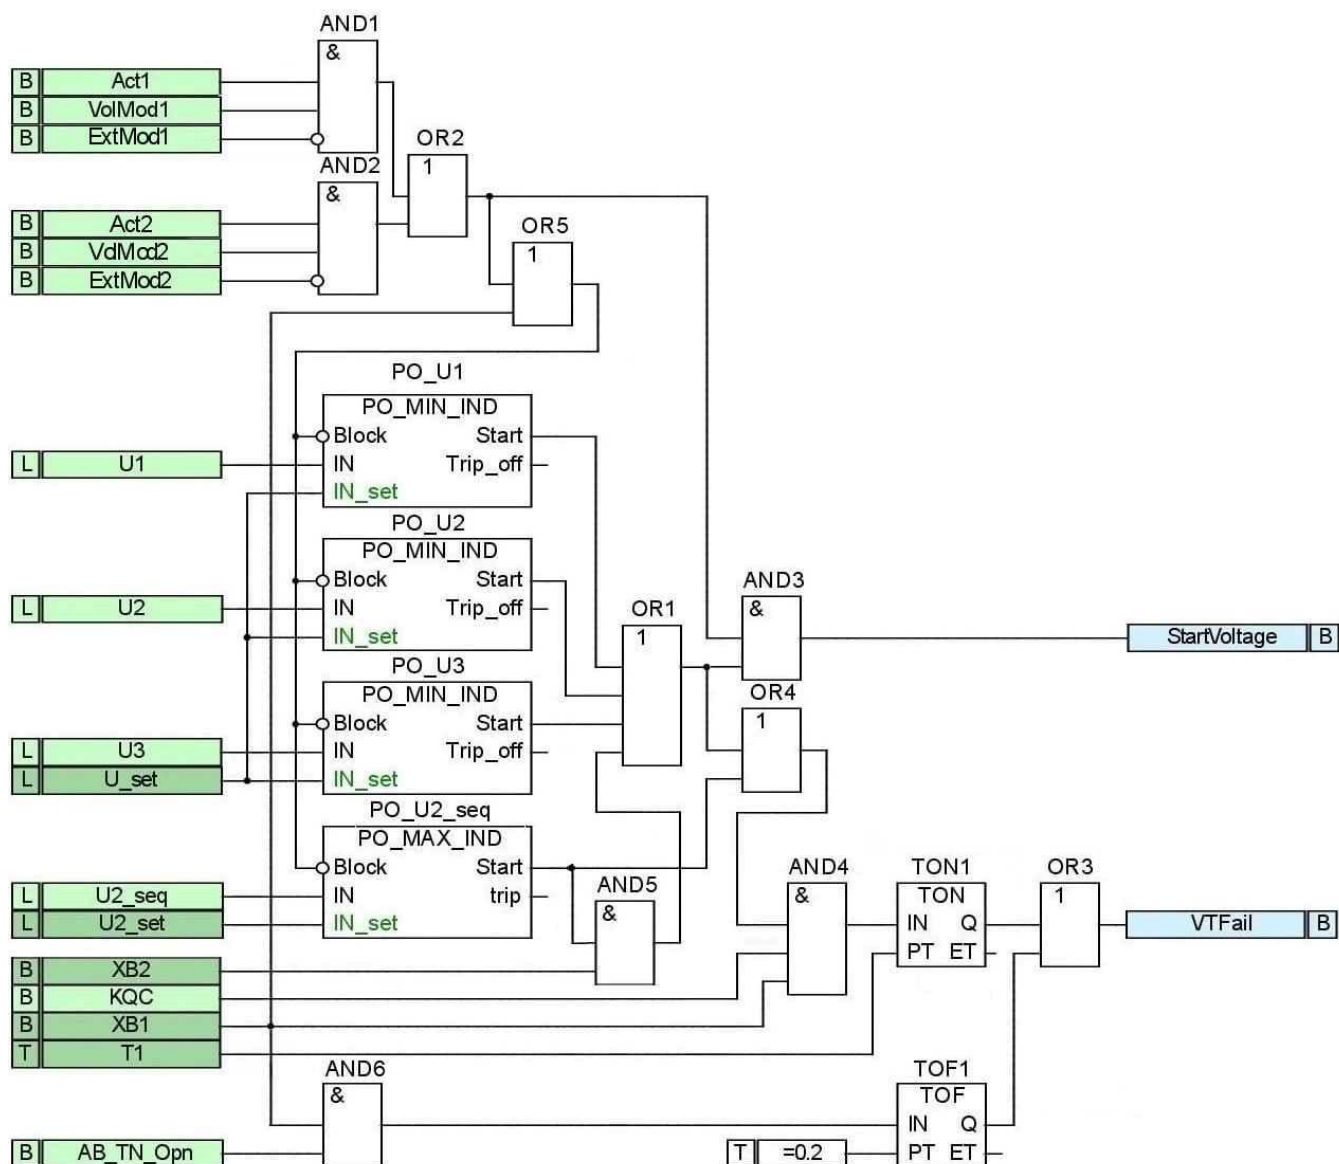 AND1
&
B Act1
B VolMod1
B ExtMod1
OR2
1
AND2
&
B Act2
B VdMod2
B ExtMod2
OR5
1
PO_U1
PO_MIN_IND
Block Start
L U1 IN Trip_off
IN_set
PO_U2
PO_MIN_IND
Block Start
L U2 IN Trip_off
IN_set
AND3
&
OR1
1
StartVoltage B
PO_U3
PO_MIN_IND
Block Start
L U3 IN Trip_off
L U_set IN_set
OR4
1
PO_U2_seq
PO_MAX_IND
Block Start
L U2_seq IN trip
L U2_set IN_set
AND5
&
AND4
&
TON1
TON
IN Q
PT ET
OR3
1
VTFail B
B XB2
B KQC
B XB1
T T1
AND6
&
TOF1
TOF
IN Q
B AB_TN_Opn T =0.2 PT ET